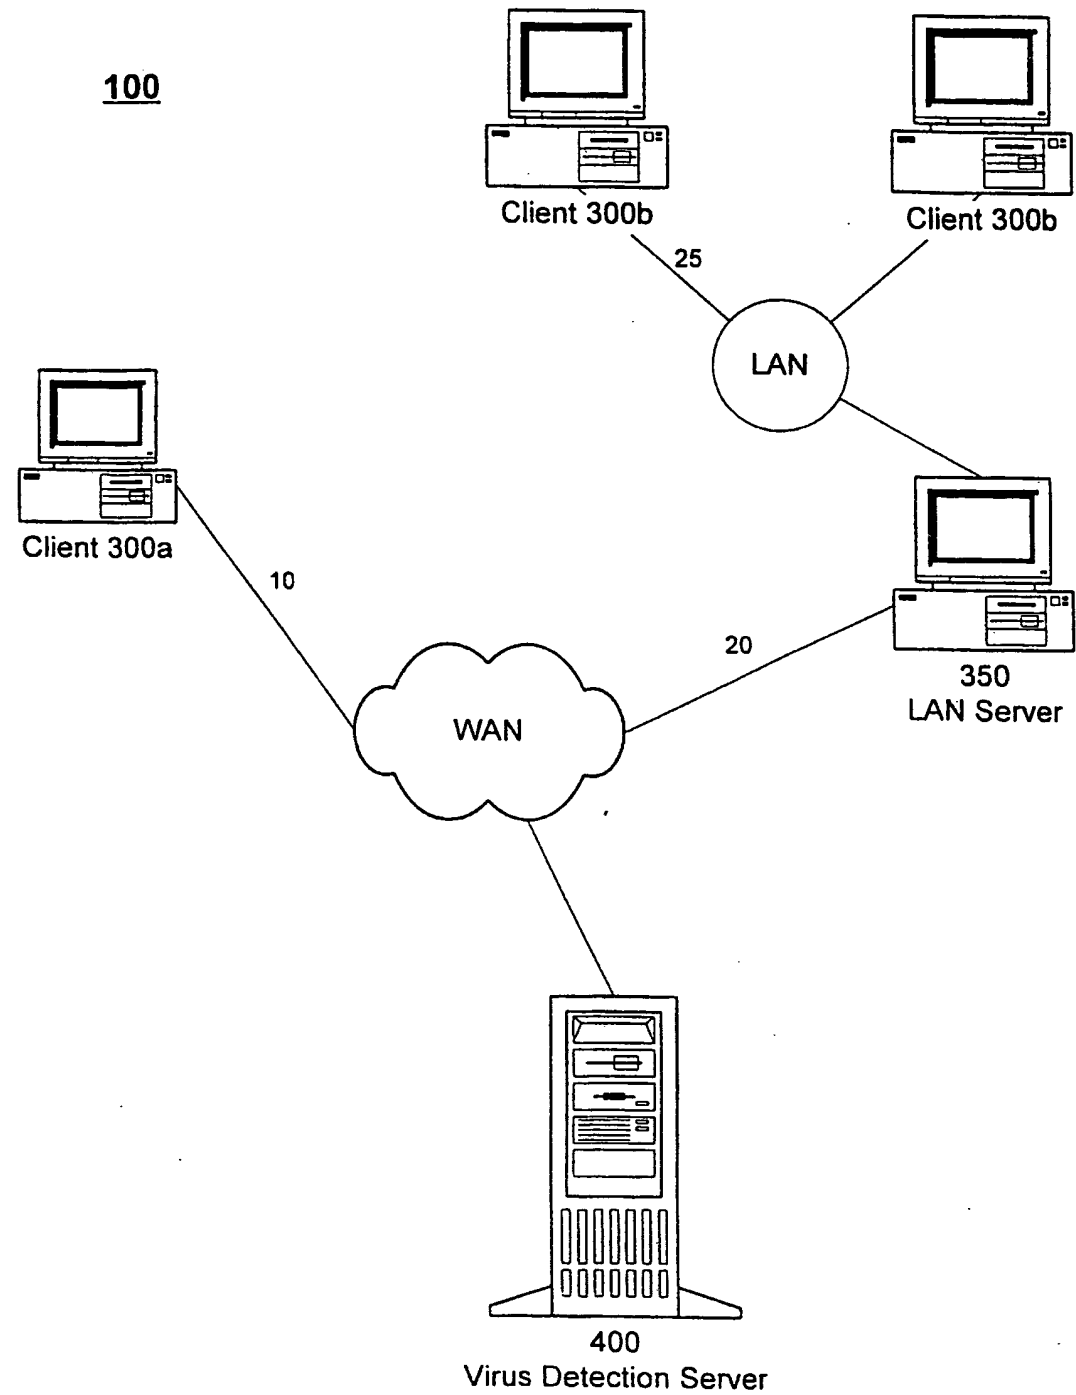 100
Client 300b
Client 300b
25
LAN
Client 300a
10
20
350
LAN Server
WAN
400
Virus Detection Server